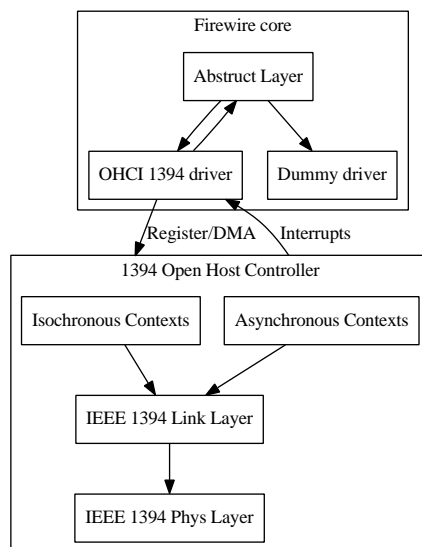 Firewire core
Abstruct Layer
OHCI 1394 driver
Dummy driver
Register/DMA
Interrupts
1394 Open Host Controller
Isochronous Contexts
Asynchronous Contexts
IEEE 1394 Link Layer
IEEE 1394 Phys Layer